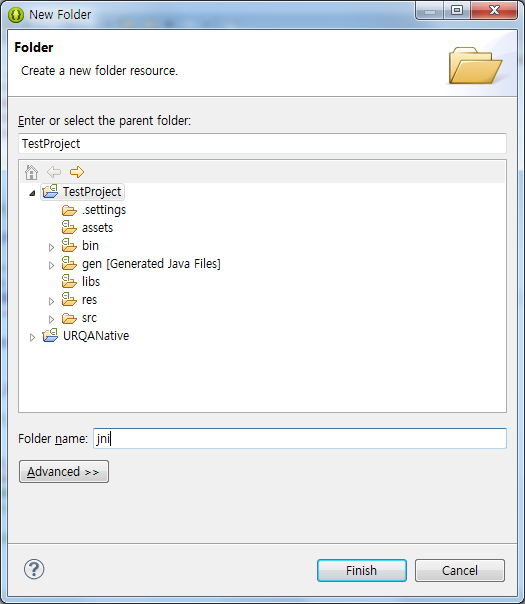 New Folder
Folder
Create a new folder resource.
Enter or select the parent folder:
TestProject
TestProject
.settings
assets
bin
gen [Generated Java Files]
libs
res
src
URQANative
Folder name: jni
Advanced >>
Finish Cancel